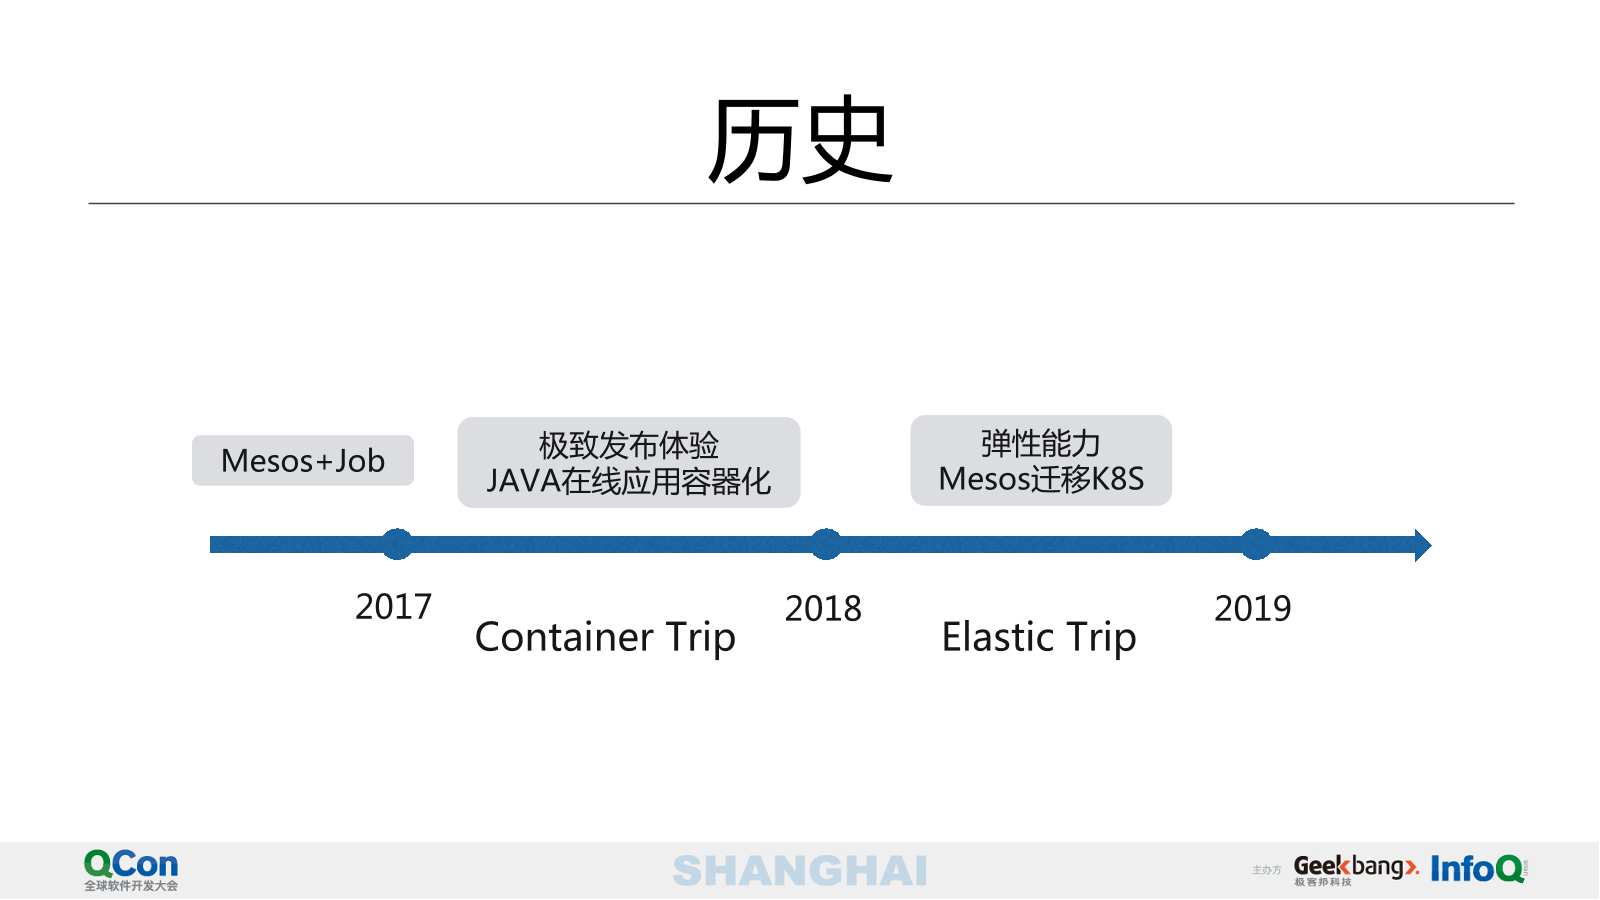 历史
Mesos+Job
极致发布体验
JAVA在线应用容器化
弹性能力
Mesos迁移K8S
2017
2018
2019
Container Trip
Elastic Trip
QCon
全球软件开发大会
SHANGHAI
主办方
Geekbang>.
极客邦科技
InfoQ